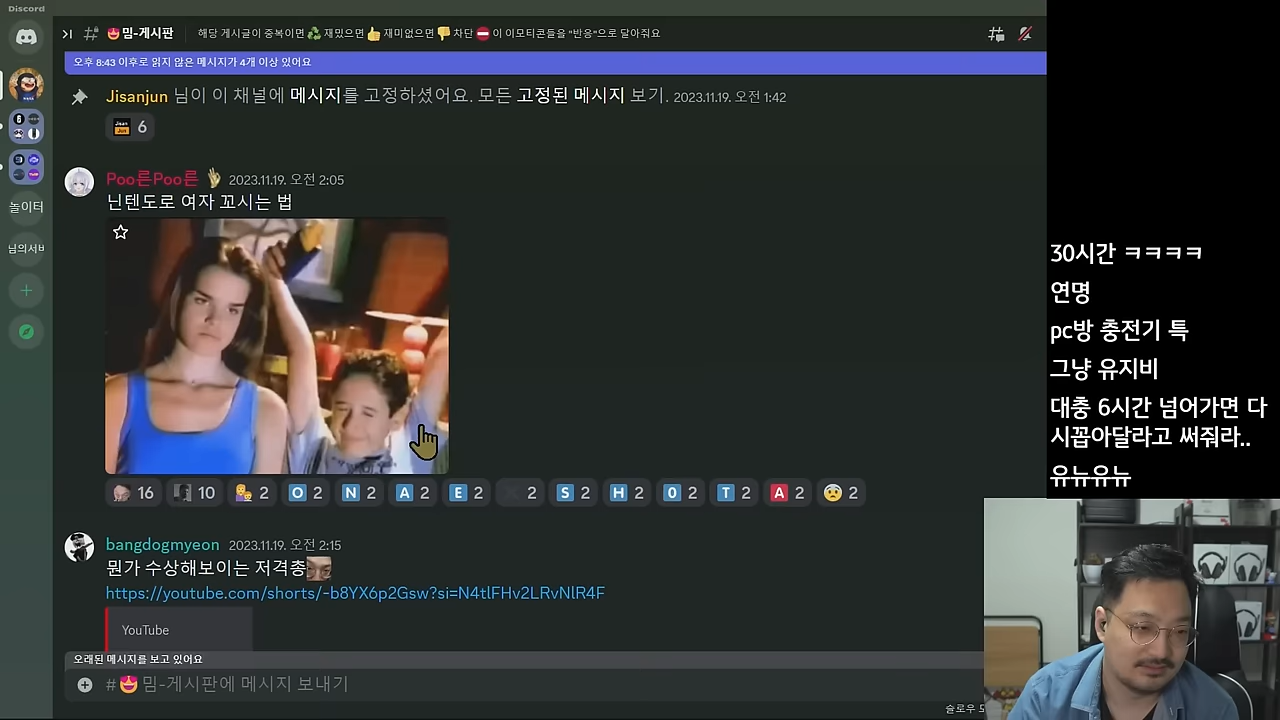 Discord
밈-게시판
해당 게시글이 중복이면 재밌으면 재미없으면 차단 이 이모티콘들을 "반응"으로 달아줘요
오후 8:43 이후로 읽지 않은 메시지가 4개 이상 있어요
Jisanjun 님이 이 채널에 메시지를 고정하셨어요. 모든 고정된 메시지 보기. 2023.11.19. 오전 1:42
6
Poo른Poo른 2023.11.19. 오전 2:05
닌텐도로 여자 꼬시는 법
16 10 2 O 2 N 2 A 2 E 2 2 S 2 H 2 0 2 T 2 A 2 2
bangdogmyeon 2023.11.19. 오전 2:15
뭔가 수상해보이는 저격총
https://youtube.com/shorts/-b8YX6p2Gsw?si=N4tlFHv2LRvNlR4F
YouTube
오래된 메시지를 보고 있어요
# 밈-게시판에 메시지 보내기
슬로우
놀이터
님의서버
30시간 ㅋㅋㅋㅋ
연명
pc방 충전기 특
그냥 유지비
대충 6시간 넘어가면 다
시꼽아달라고 써줘라..
유뉴유뉴